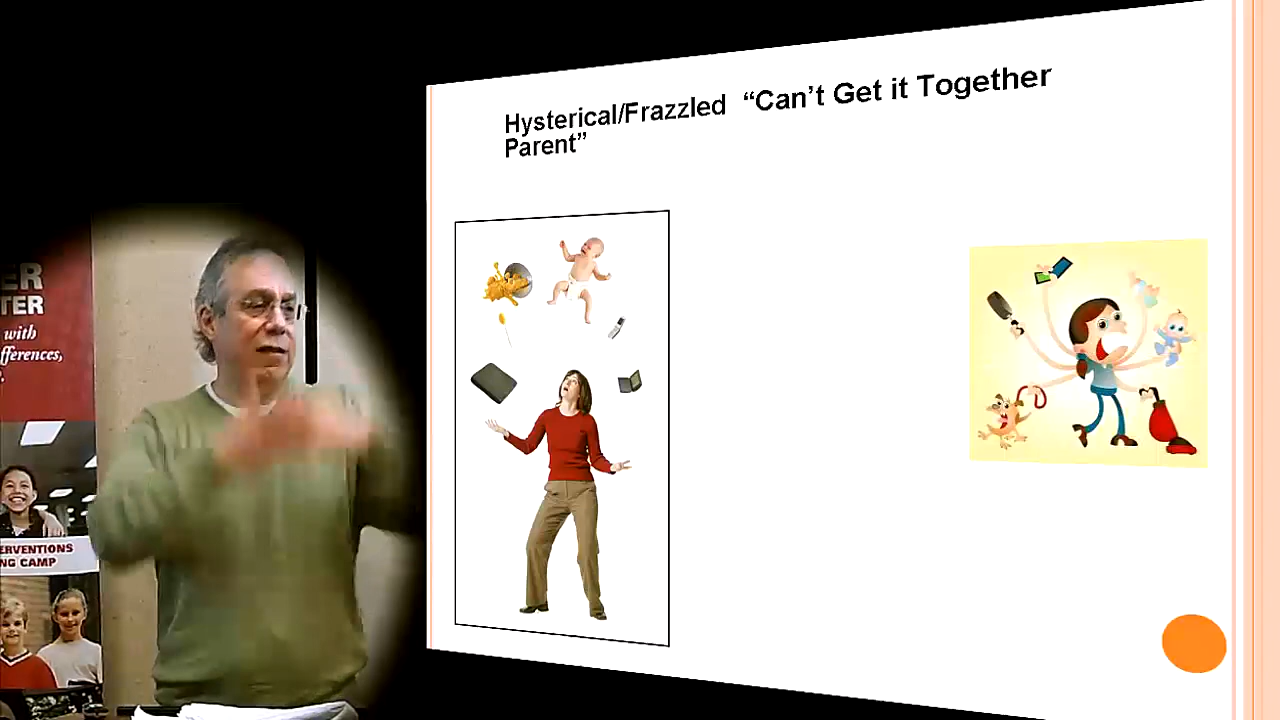 Hysterical/Frazzled “Can’t Get it Together
Parent”
ER
TER
with
fferences,
ERVENTIONS
NG CAMP